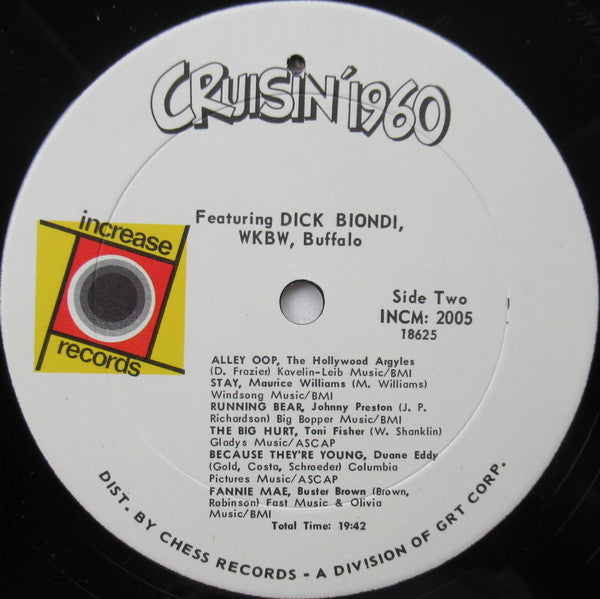 CRUISIN' 1960
Featuring DICK BIONDI,
WKBW, Buffalo
increase
records
Side Two
INCM: 2005
18625
ALLEY OOP, The Hollywood Argyles
(D. Frazier) Kavelin-Leib Music/BMI
STAY, Maurice Williams (M. Williams)
Windsong Music/BMI
RUNNING BEAR, Johnny Preston (J. P.
Richardson) Big Bopper Music/BMI
THE BIG HURT, Toni Fisher (W. Shanklin)
Gladys Music/ASCAP
BECAUSE THEY'RE YOUNG, Duane Eddy
(Gold, Costa, Schroeder) Columbia
Pictures Music/ASCAP
FANNIE MAE, Buster Brown (Brown,
Robinson) Fast Music & Olivia
Music/BMI
Total Time: 19:42
DIST. BY CHESS RECORDS - A DIVISION OF GRT CORP.